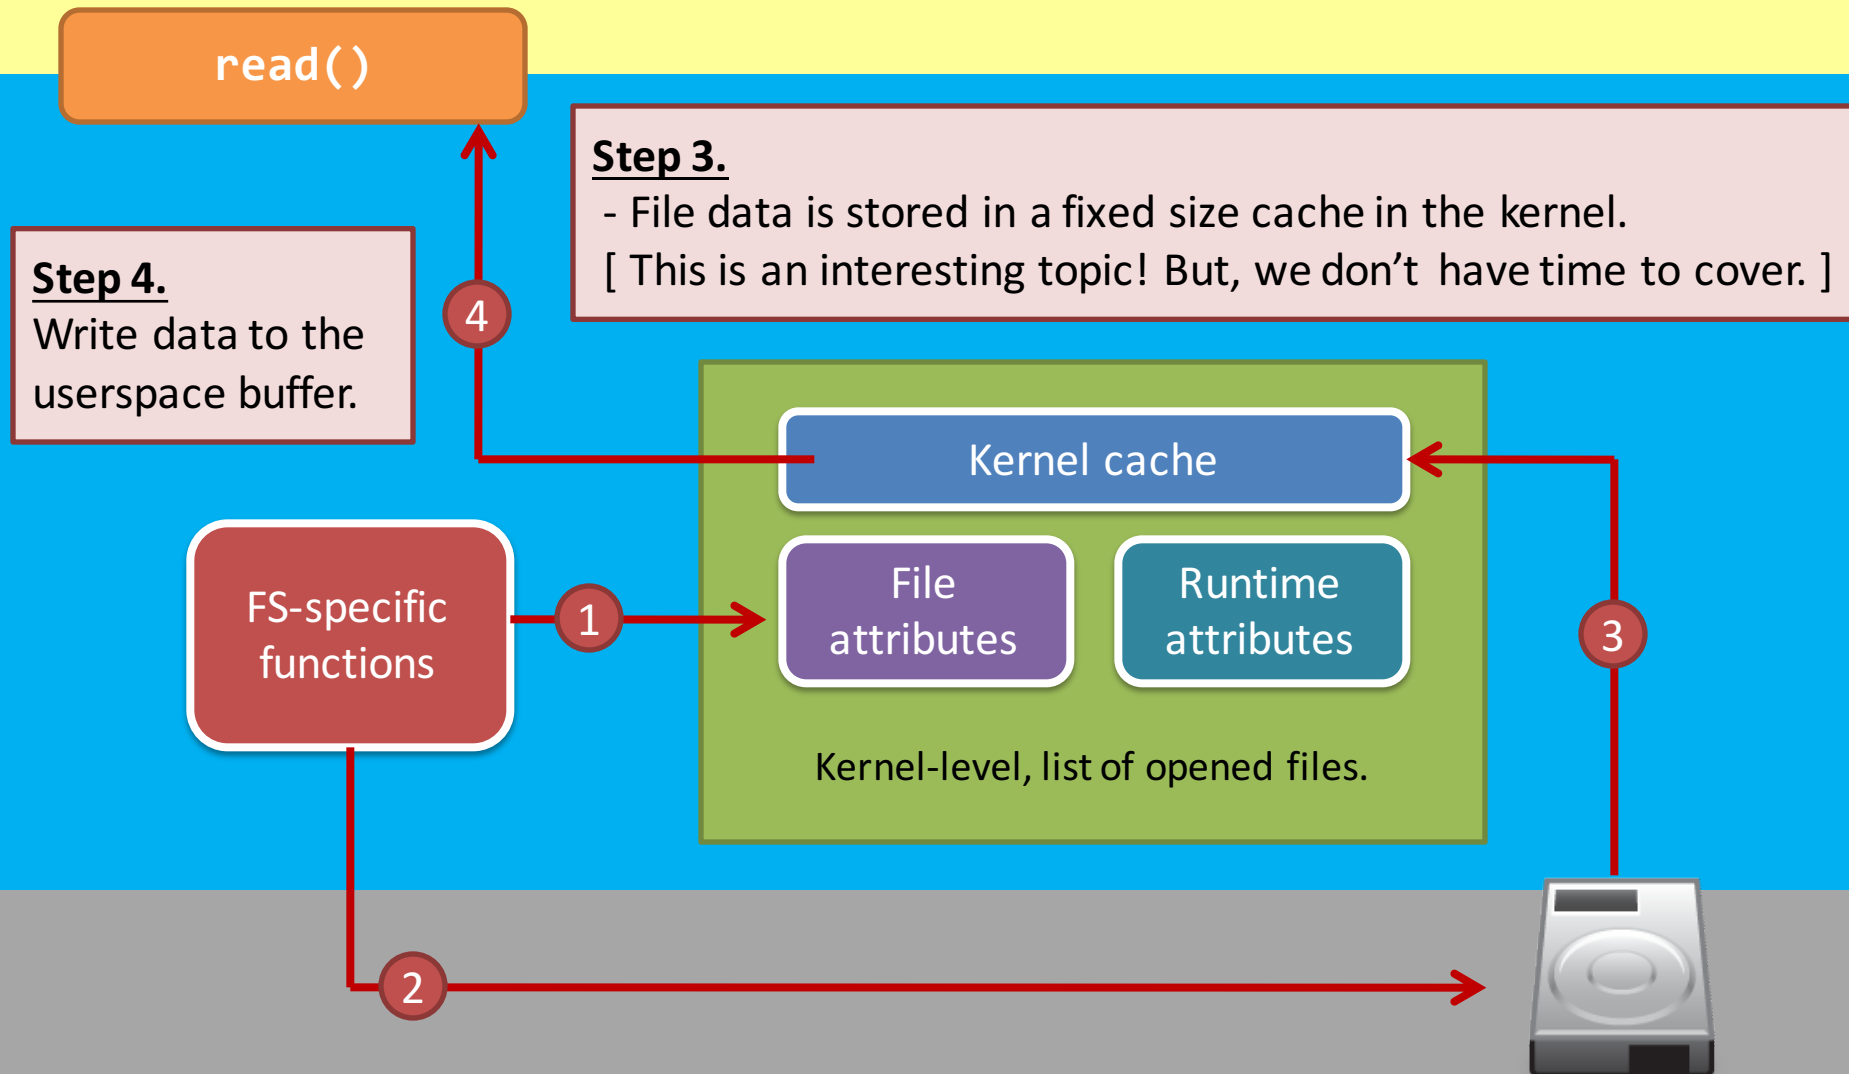 read()
Step 3.
- File data is stored in a fixed size cache in the kernel.
[ This is an interesting topic! But, we don’t have time to cover. ]
Step 4.
Write data to the
userspace buffer.
4
Kernel cache
FS-specific
functions
1
File
attributes
Runtime
attributes
3
Kernel-level, list of opened files.
2